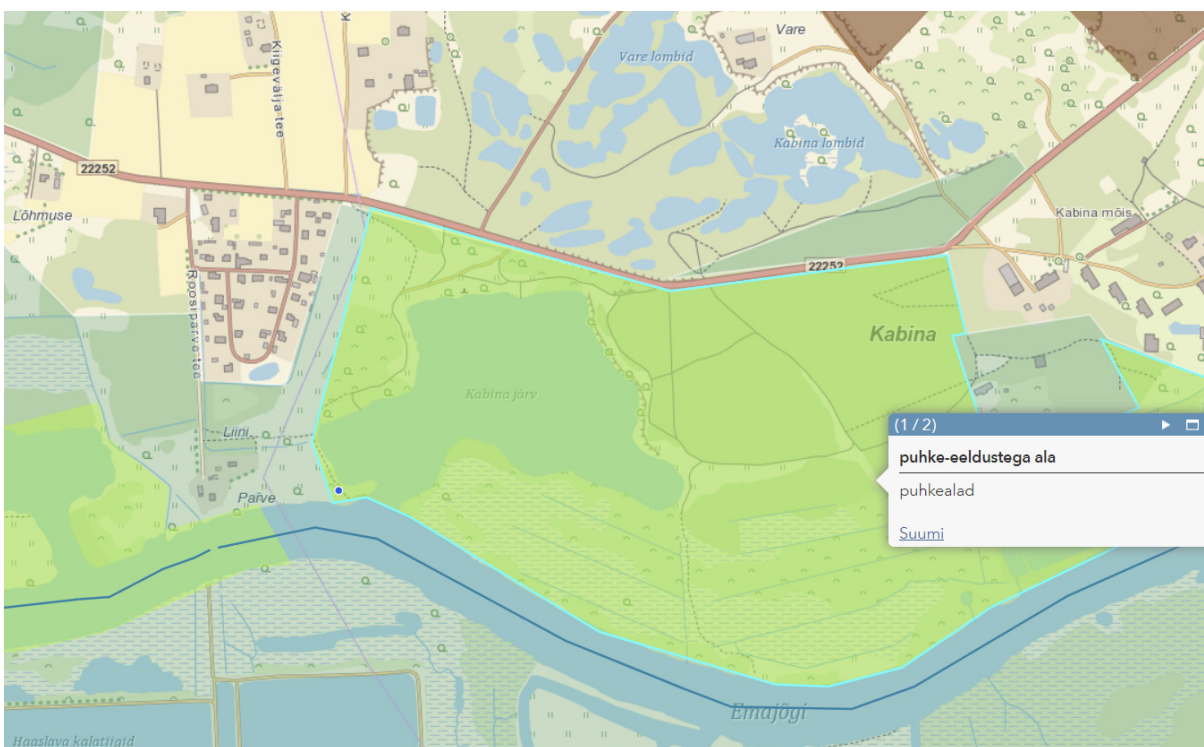 Vare
Vare lombid
Kiigevälja tee
K
Kabina lombid
22252
Lõhmuse
Kabina mõis
22252
Roosipärve tee
Kabina
Kabina järv
(1 / 2)
Liini
puhke-eeldustega ala
puhkealad
Parve
Suumi
Emajõgi
Haaslava kalatiigid